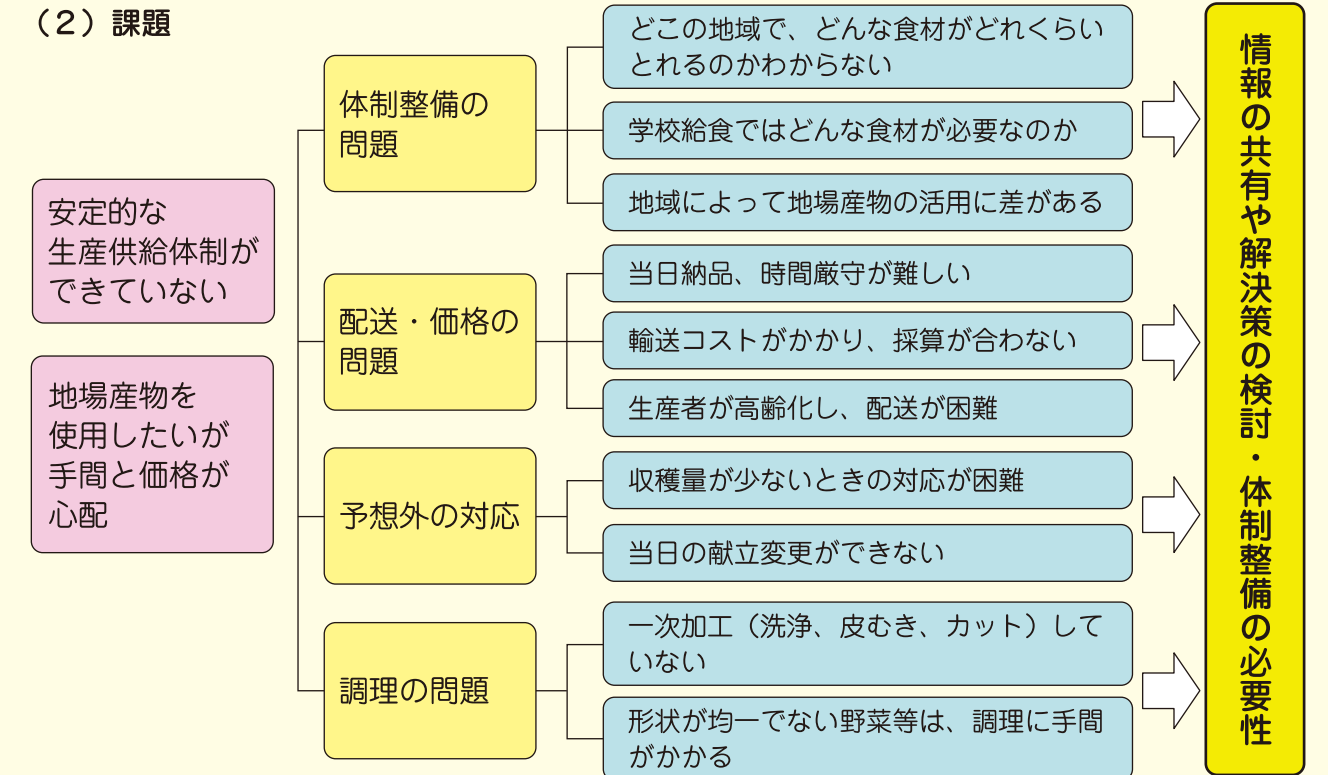 （2）課題
安定的な
生産供給体制が
できていない
地場産物を
使用したいが
手間と価格が
心配
体制整備の
問題
どこの地域で、どんな食材がどれくらい
とれるのかわからない
学校給食ではどんな食材が必要なのか
地域によって地場産物の活用に差がある
配送・価格の
問題
当日納品、時間厳守が難しい
輸送コストがかかり、採算が合わない
生産者が高齢化し、配送が困難
予想外の対応
収穫量が少ないときの対応が困難
当日の献立変更ができない
調理の問題
一次加工（洗浄、皮むき、カット）して
いない
形状が均一でない野菜等は、調理に手間
がかかる
情報の共有や解決策の検討・体制整備の必要性